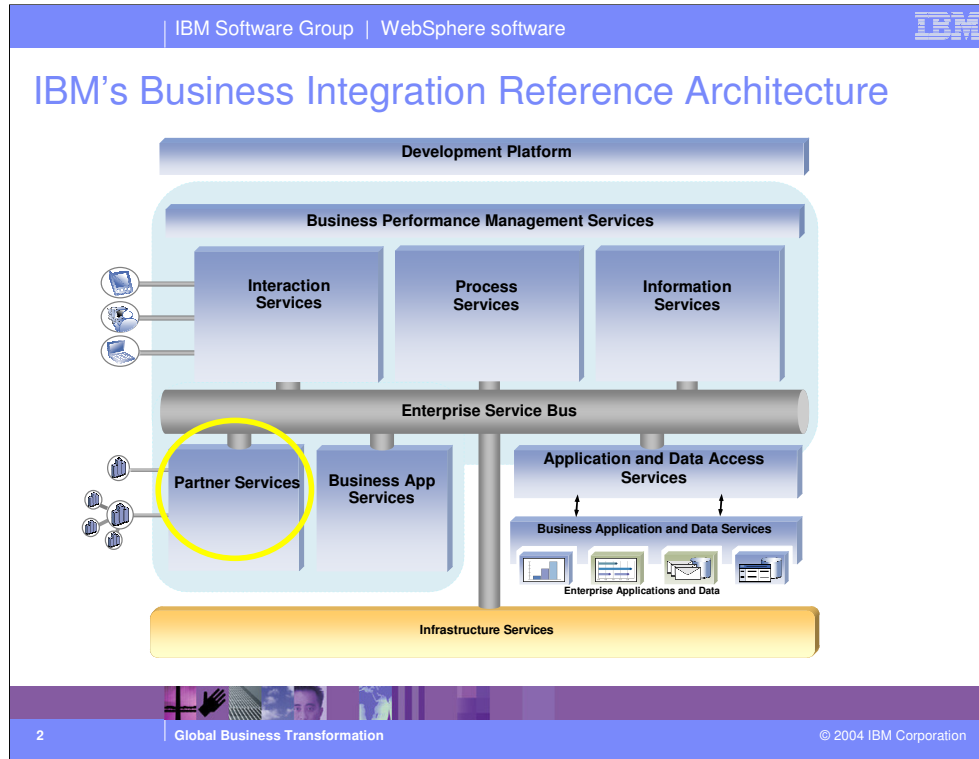 IBM Software Group | WebSphere software
IBM
IBM's Business Integration Reference Architecture
Development Platform
Business Performance Management Services
Interaction
Services
Process
Services
Information
Services
Enterprise Service Bus
Partner Services
Business App
Services
Application and Data Access
Services
Business Application and Data Services
Enterprise Applications and Data
Infrastructure Services
2
Global Business Transformation
© 2004 IBM Corporation